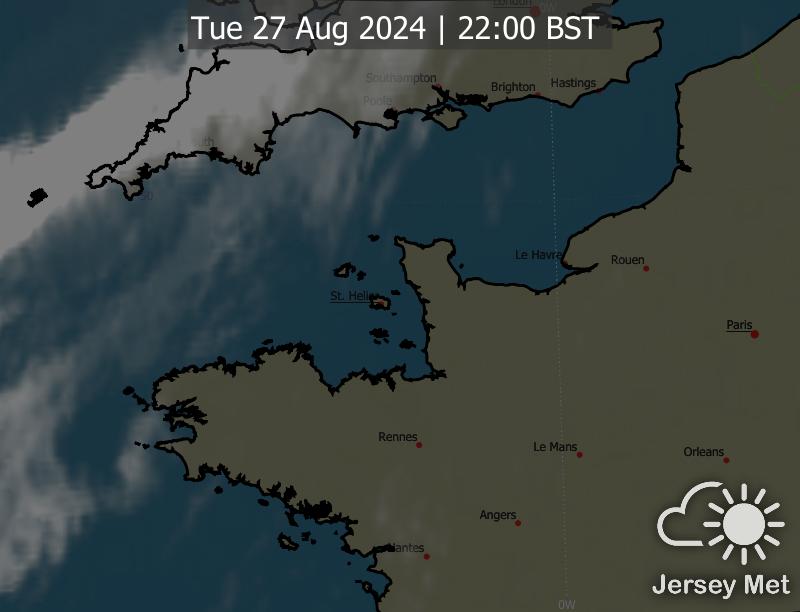 London
0W
Tue 27 Aug 2024 | 22:00 BST
Southampton
Brighton
Hastings
Poole
Le Havre
Rouen
St. Helier
Paris
Rennes
Le Mans
Orleans
Angers
Nantes
Jersey Met
0W